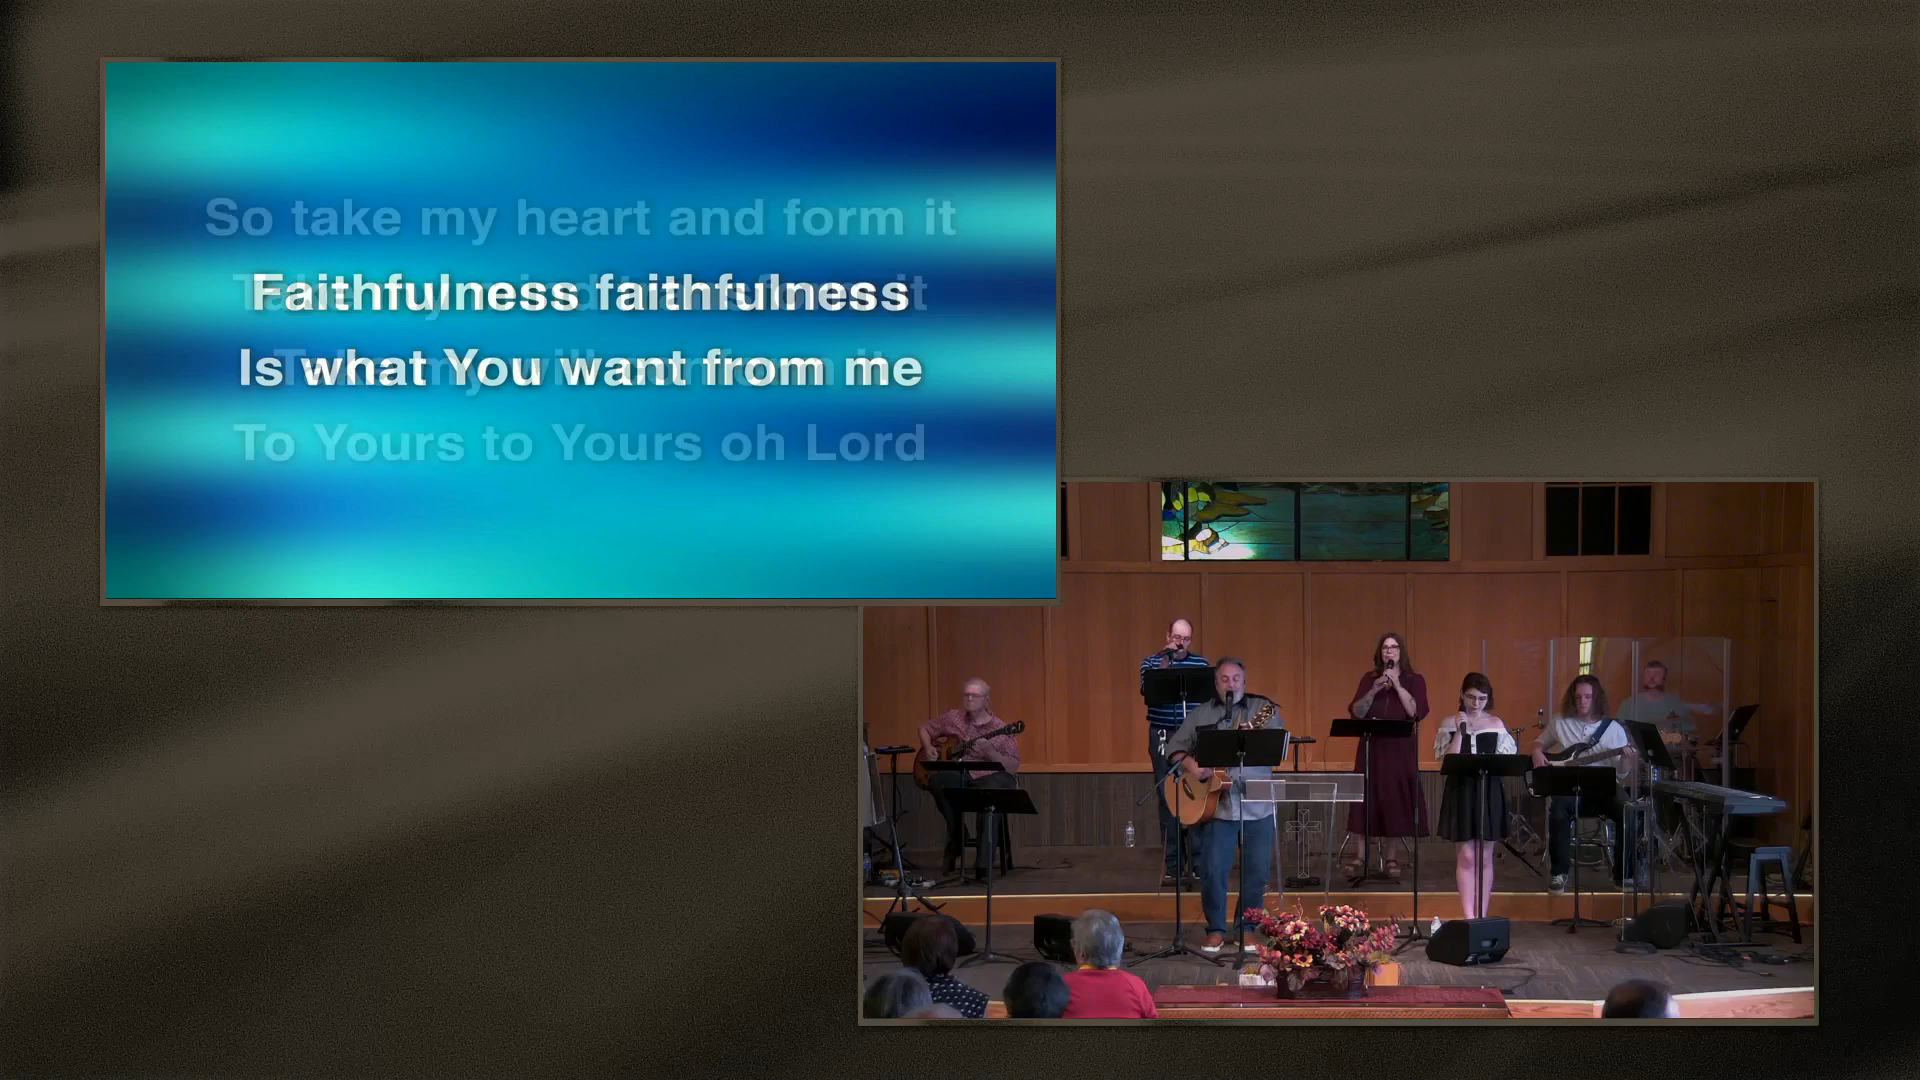 So take my heart and form it
Faithfulness faithfulness
Is what You want from me
To Yours to Yours oh Lord